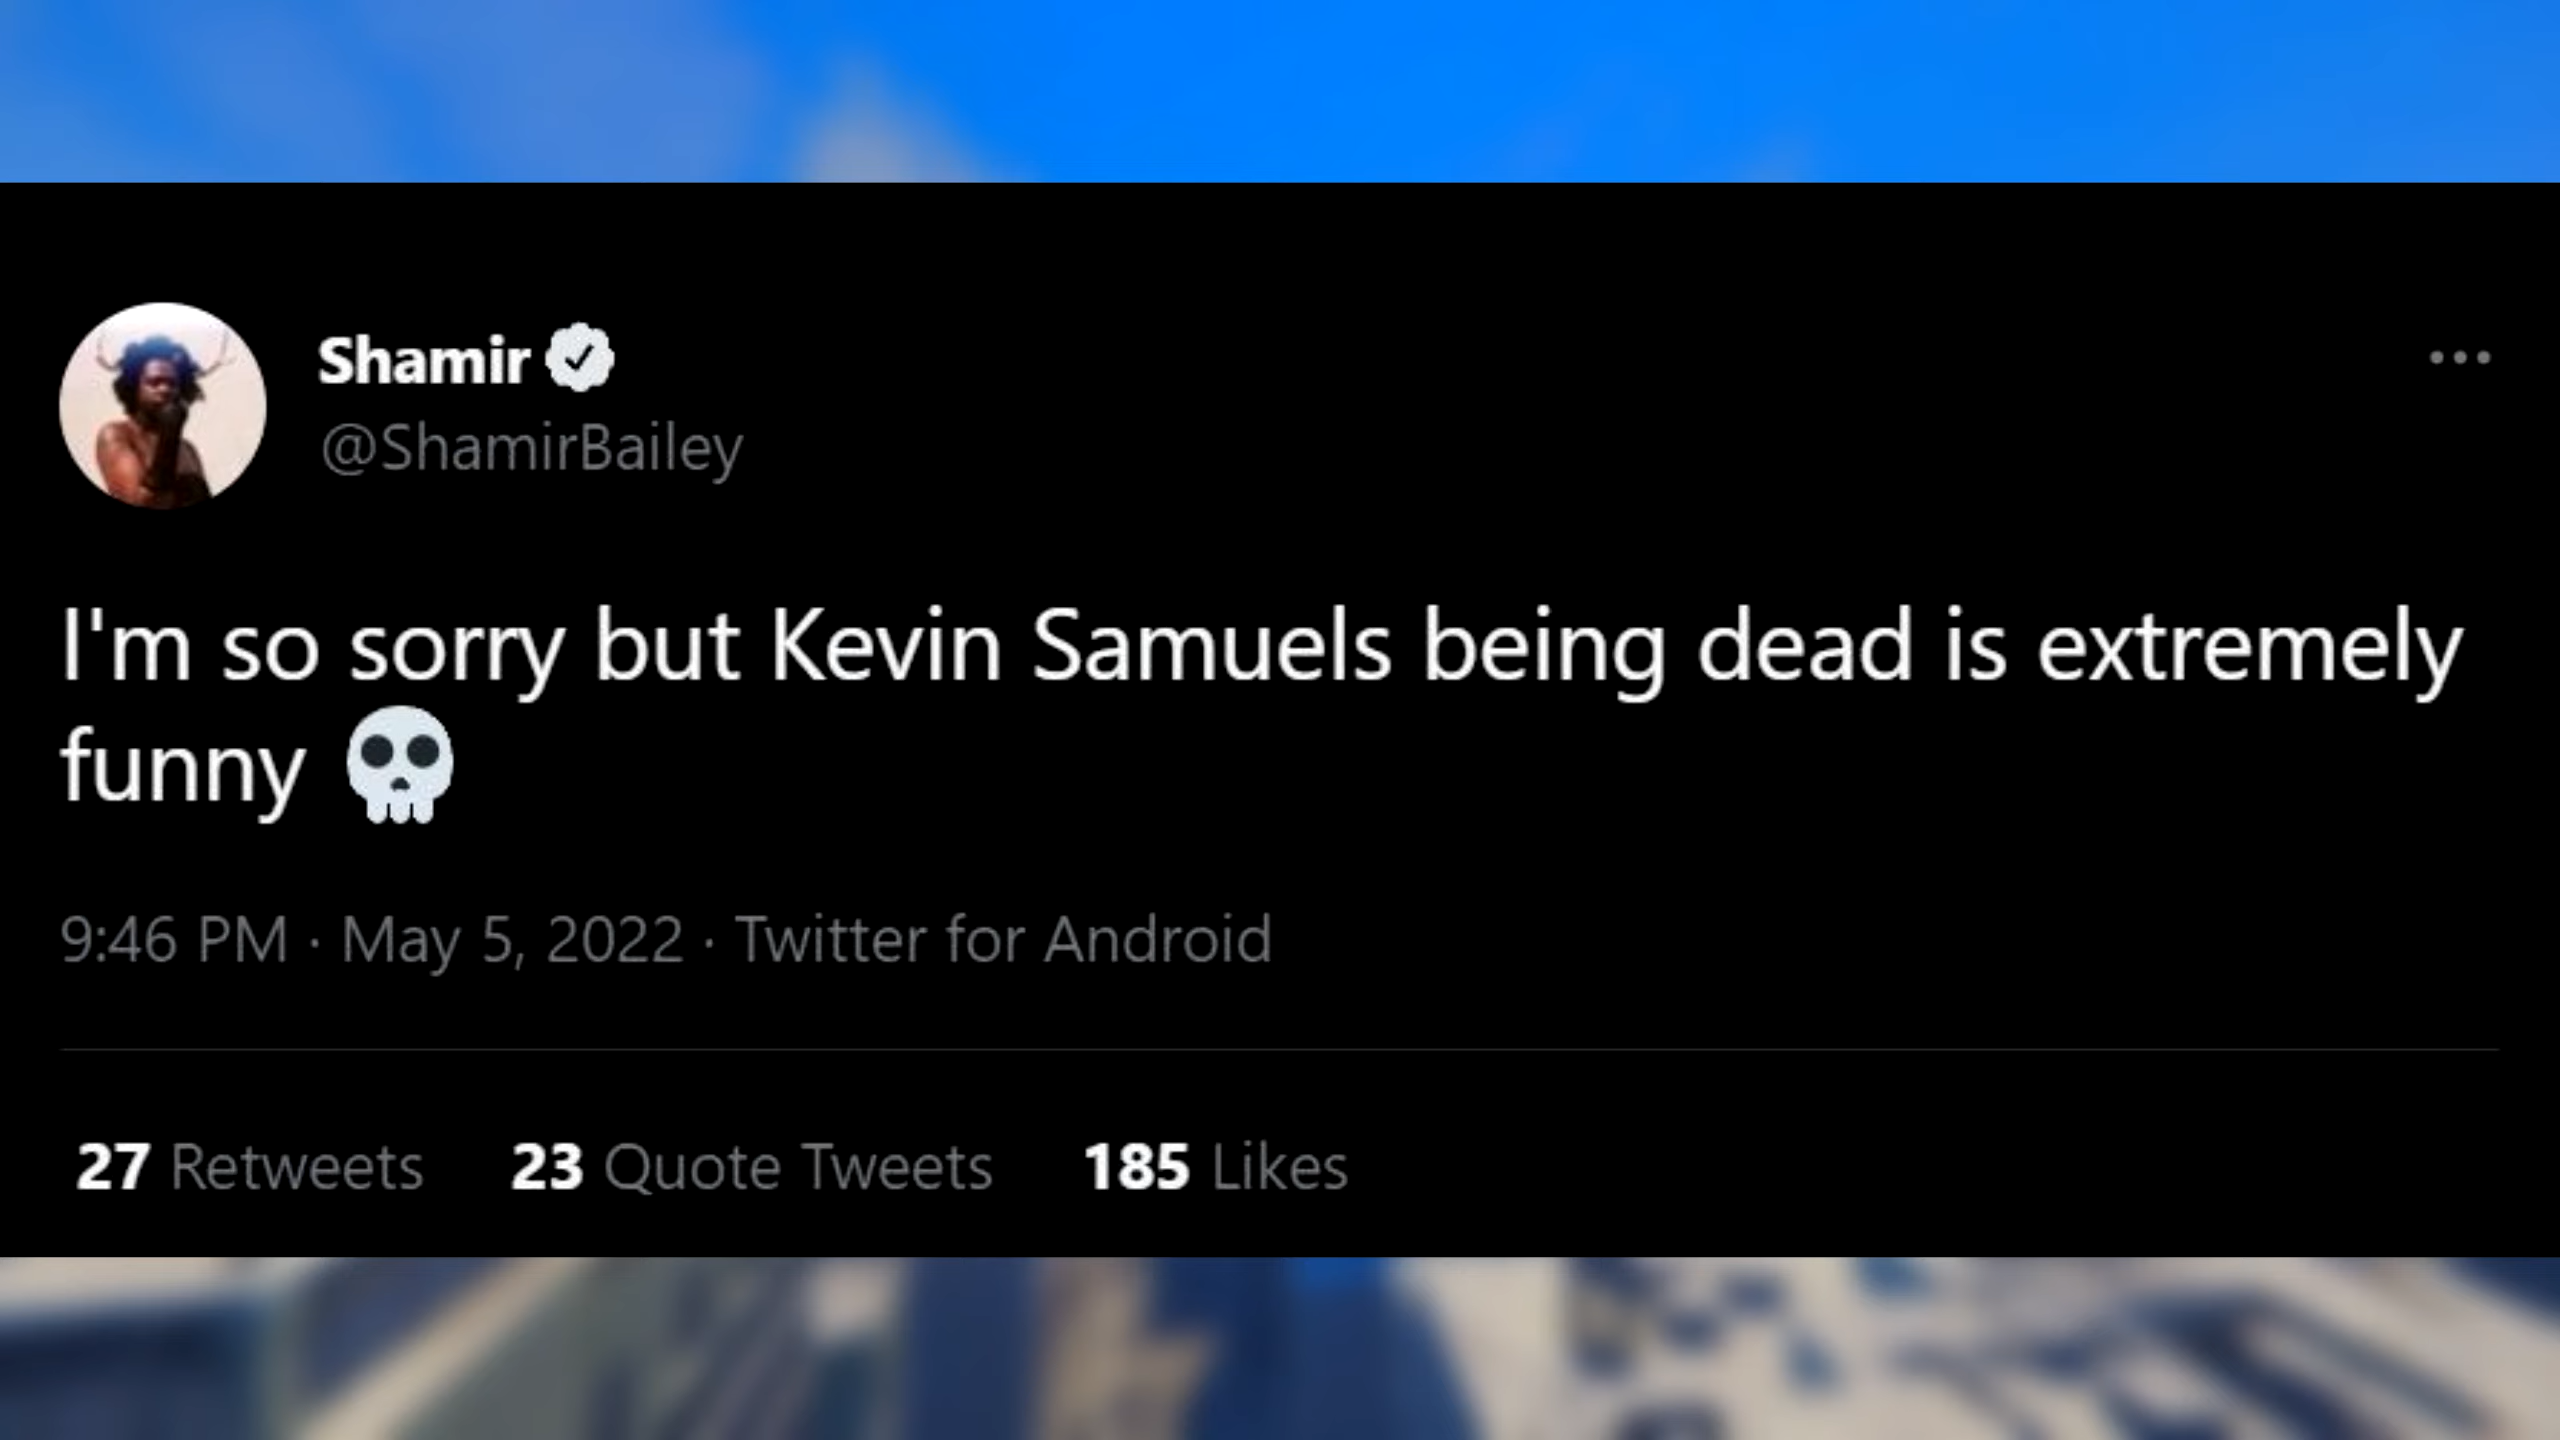 Shamir
@ShamirBailey
I'm so sorry but Kevin Samuels being dead is extremely
funny 💀
9:46 PM · May 5, 2022 · Twitter for Android
27 Retweets 23 Quote Tweets 185 Likes